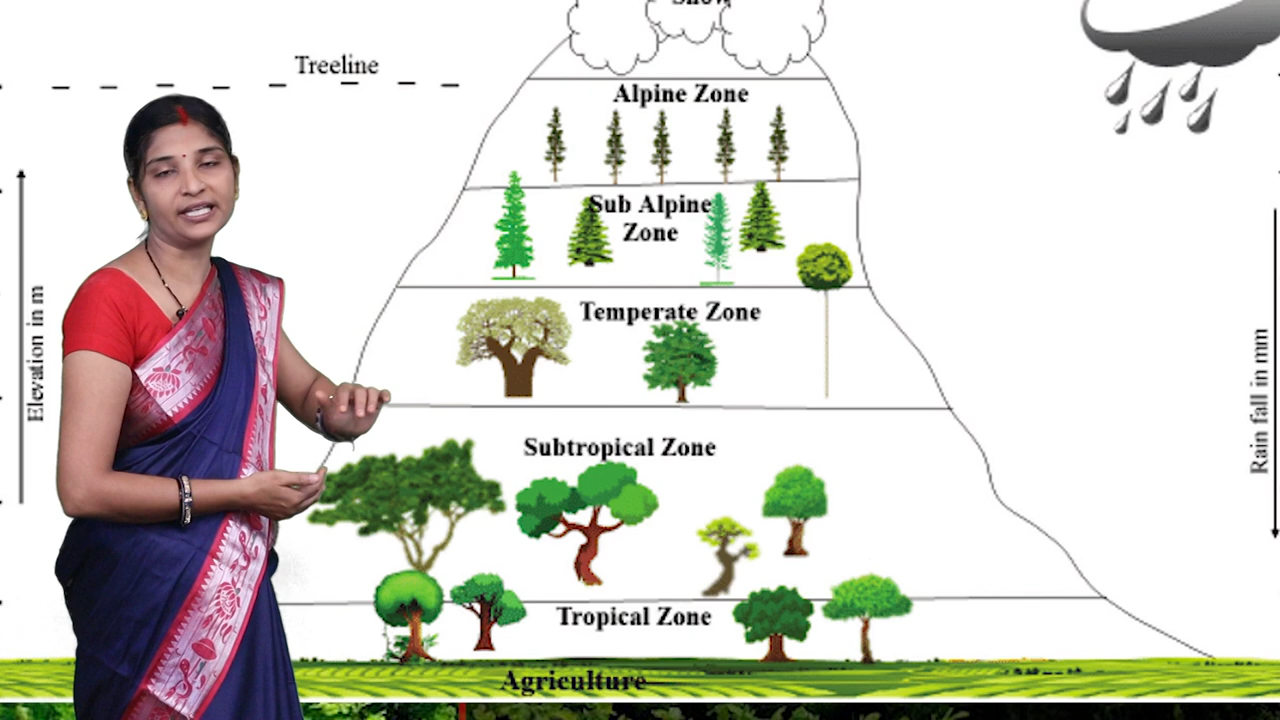 Snow
Treeline
Alpine Zone
Sub Alpine
Zone
Temperate Zone
Elevation in m
Rain fall in mm
Subtropical Zone
Tropical Zone
Agriculture